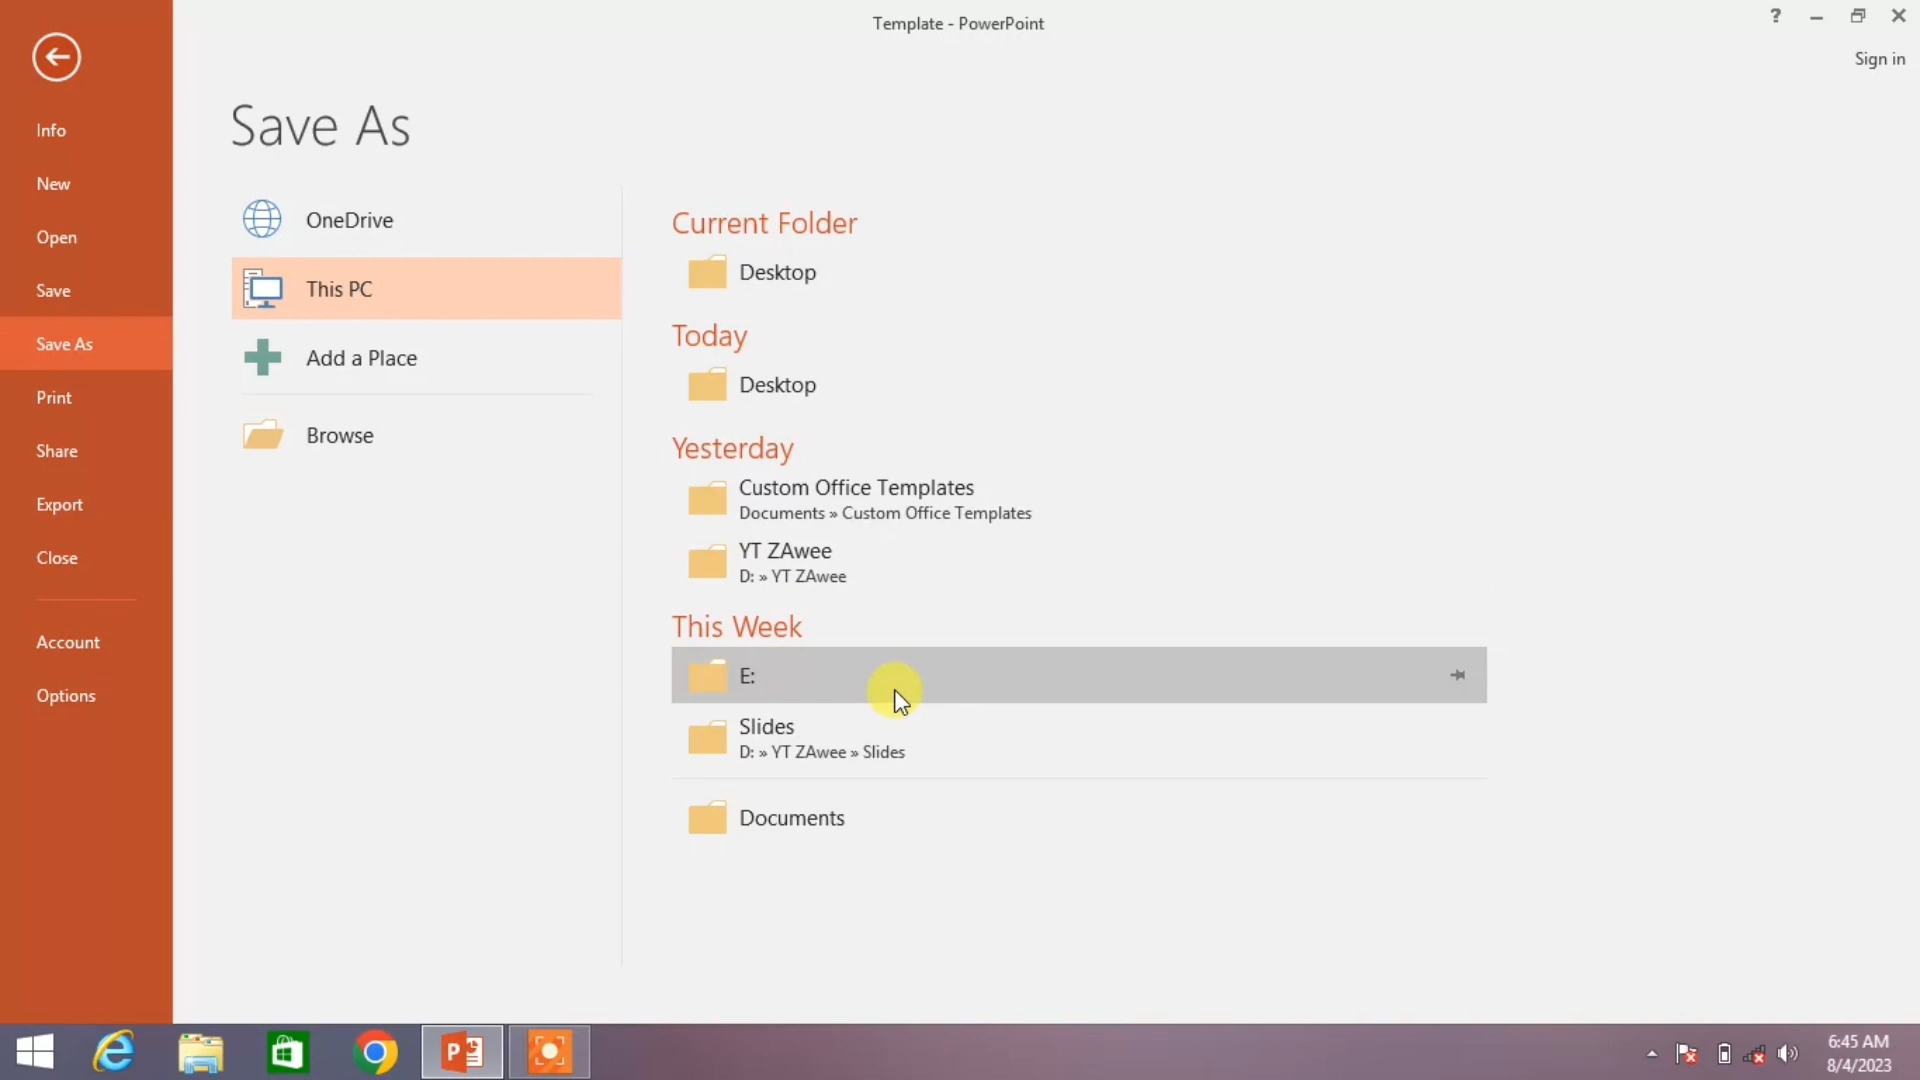 Template - PowerPoint
?
Sign in
Info
New
Open
Save
Save As
Print
Share
Export
Close
Account
Options
Save As
OneDrive
This PC
Add a Place
Browse
Current Folder
Desktop
Today
Desktop
Yesterday
Custom Office Templates
Documents » Custom Office Templates
YT ZAwee
D: » YT ZAwee
This Week
E:
Slides
D: » YT ZAwee » Slides
Documents
6:45 AM
8/4/2023